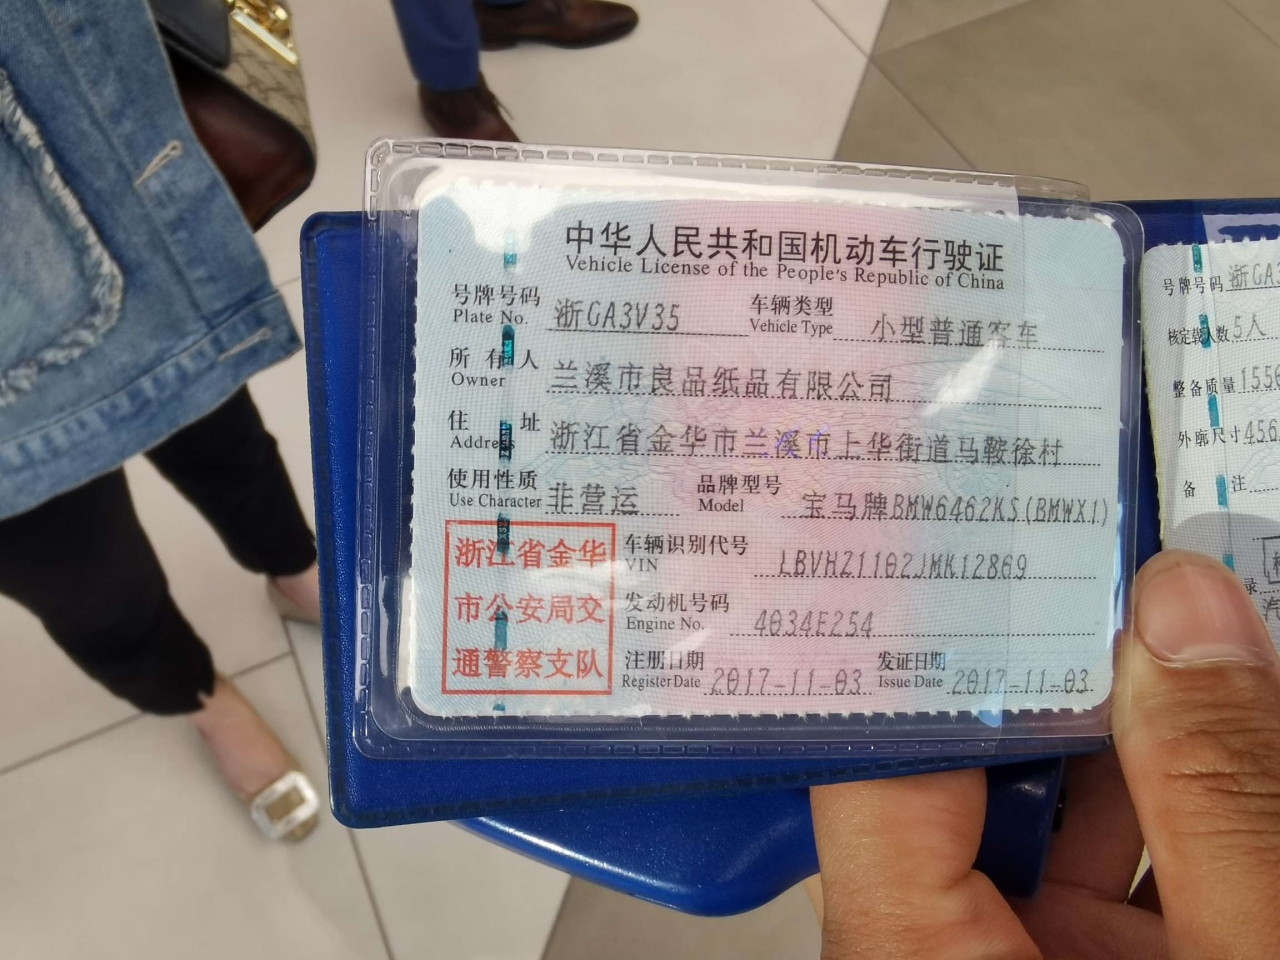 中华人民共和国机动车行驶证
Vehicle License of the People's Republic of China
号牌号码 浙GA3V35 车辆类型 小型普通客车
Plate No. Vehicle Type
所有人 兰溪市良品纸品有限公司
Owner
住址 浙江省金华市兰溪市上华街道马鞍徐村
Address
使用性质 非营运 品牌型号 宝马牌BMW6462KS(BMWX1)
Use Character Model
浙江省金华
市公安局交
通警察支队
车辆识别代号 LBVHZ1102JMK12869
VIN
发动机号码 4034E254
Engine No.
注册日期 2017-11-03 发证日期 2017-11-03
Register Date Issue Date
号牌号码 浙GA3
核定载人数 5人
整备质量 1556
外廓尺寸 456
备注